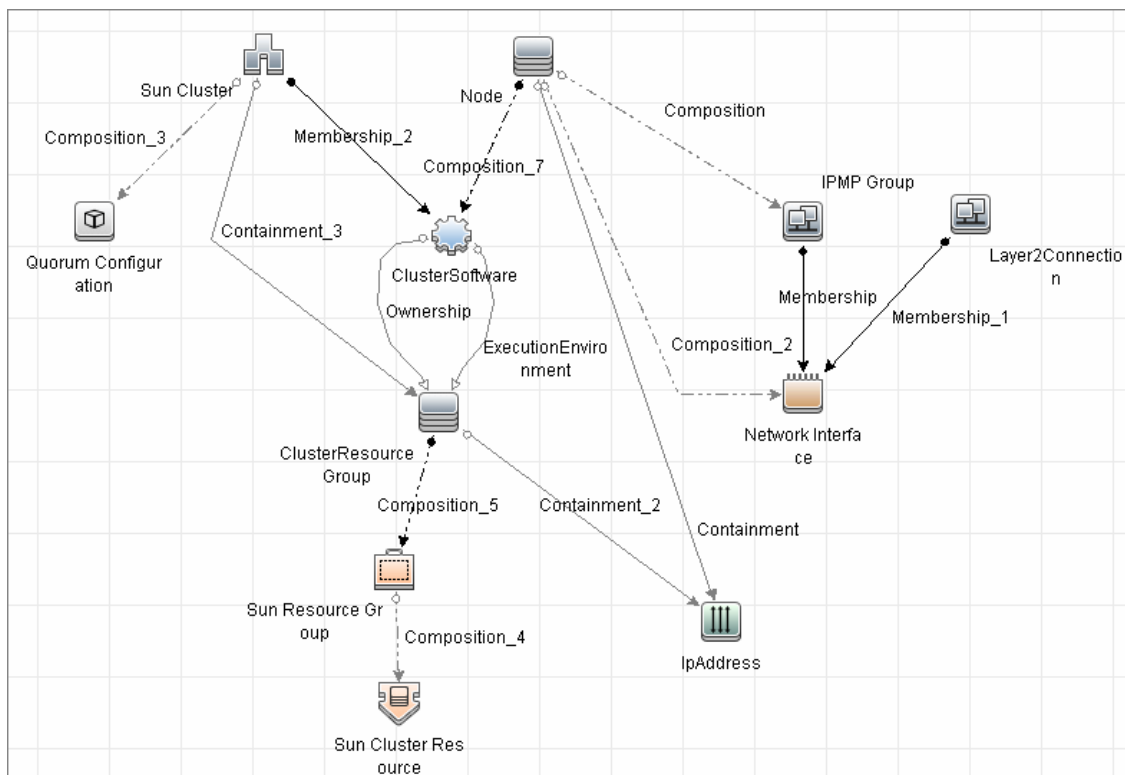 Sun Cluster
Node
Composition_3
Membership_2
Composition_7
Composition
IPMP Group
Quorum Configur
ation
Containment_3
ClusterSoftware
Layer2Connectio
n
Ownership
Membership
Membership_1
ExecutionEnviro
nment
Composition_2
Network Interfa
ce
ClusterResource
Group
Composition_5
Containment_2
Containment
Sun Resource Gr
oup
Composition_4
IpAddress
Sun Cluster Res
ource